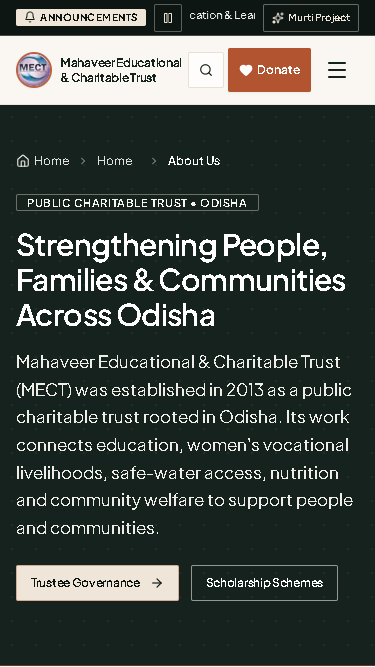 ANNOUNCEMENTS
Murti Project
MECT
Mahaveer Educational
& Charitable Trust
Donate
Home > Home > About Us
PUBLIC CHARITABLE TRUST • ODISHA
Strengthening People,
Families & Communities
Across Odisha
Mahaveer Educational & Charitable Trust
(MECT) was established in 2013 as a public
charitable trust rooted in Odisha. Its work
connects education, women's vocational
livelihoods, safe-water access, nutrition
and community welfare to support people
and communities.
Trustee Governance →
Scholarship Schemes